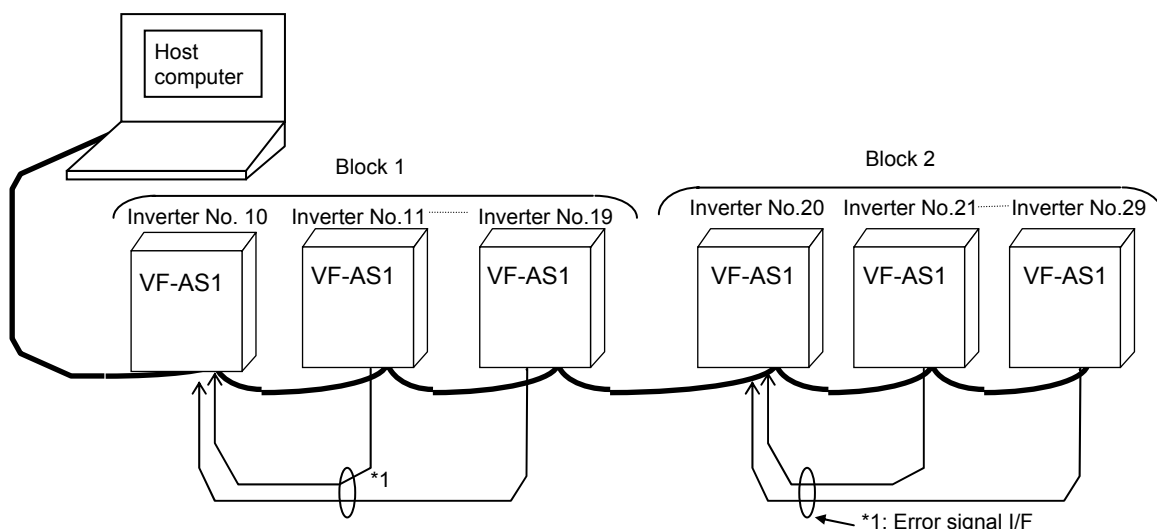 Host
computer
Block 1
Block 2
Inverter No. 10
Inverter No.11
Inverter No.19
Inverter No.20
Inverter No.21
Inverter No.29
VF-AS1
VF-AS1
VF-AS1
VF-AS1
VF-AS1
VF-AS1
*1
*1: Error signal I/F